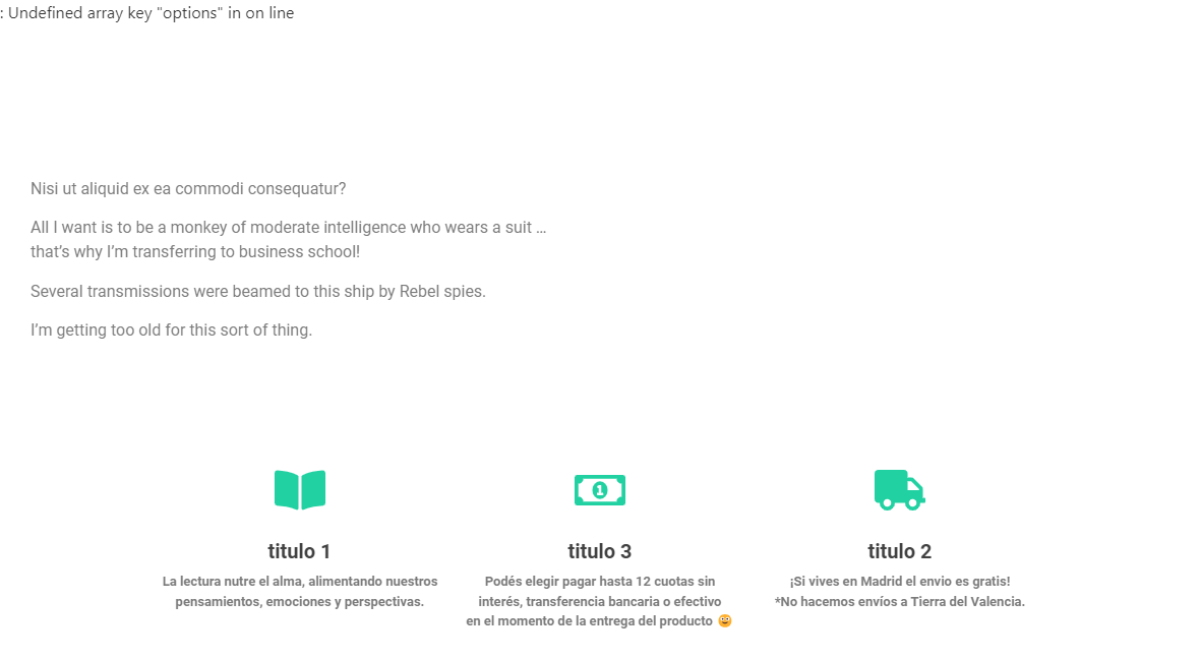 : Undefined array key "options" in on line
Nisi ut aliquid ex ea commodi consequatur?
All I want is to be a monkey of moderate intelligence who wears a suit …
that’s why I’m transferring to business school!
Several transmissions were beamed to this ship by Rebel spies.
I’m getting too old for this sort of thing.
1
titulo 1
La lectura nutre el alma, alimentando nuestros
pensamientos, emociones y perspectivas.
titulo 3
Podés elegir pagar hasta 12 cuotas sin
interés, transferencia bancaria o efectivo
en el momento de la entrega del producto 🙂
titulo 2
¡Si vives en Madrid el envio es gratis!
*No hacemos envíos a Tierra del Valencia.